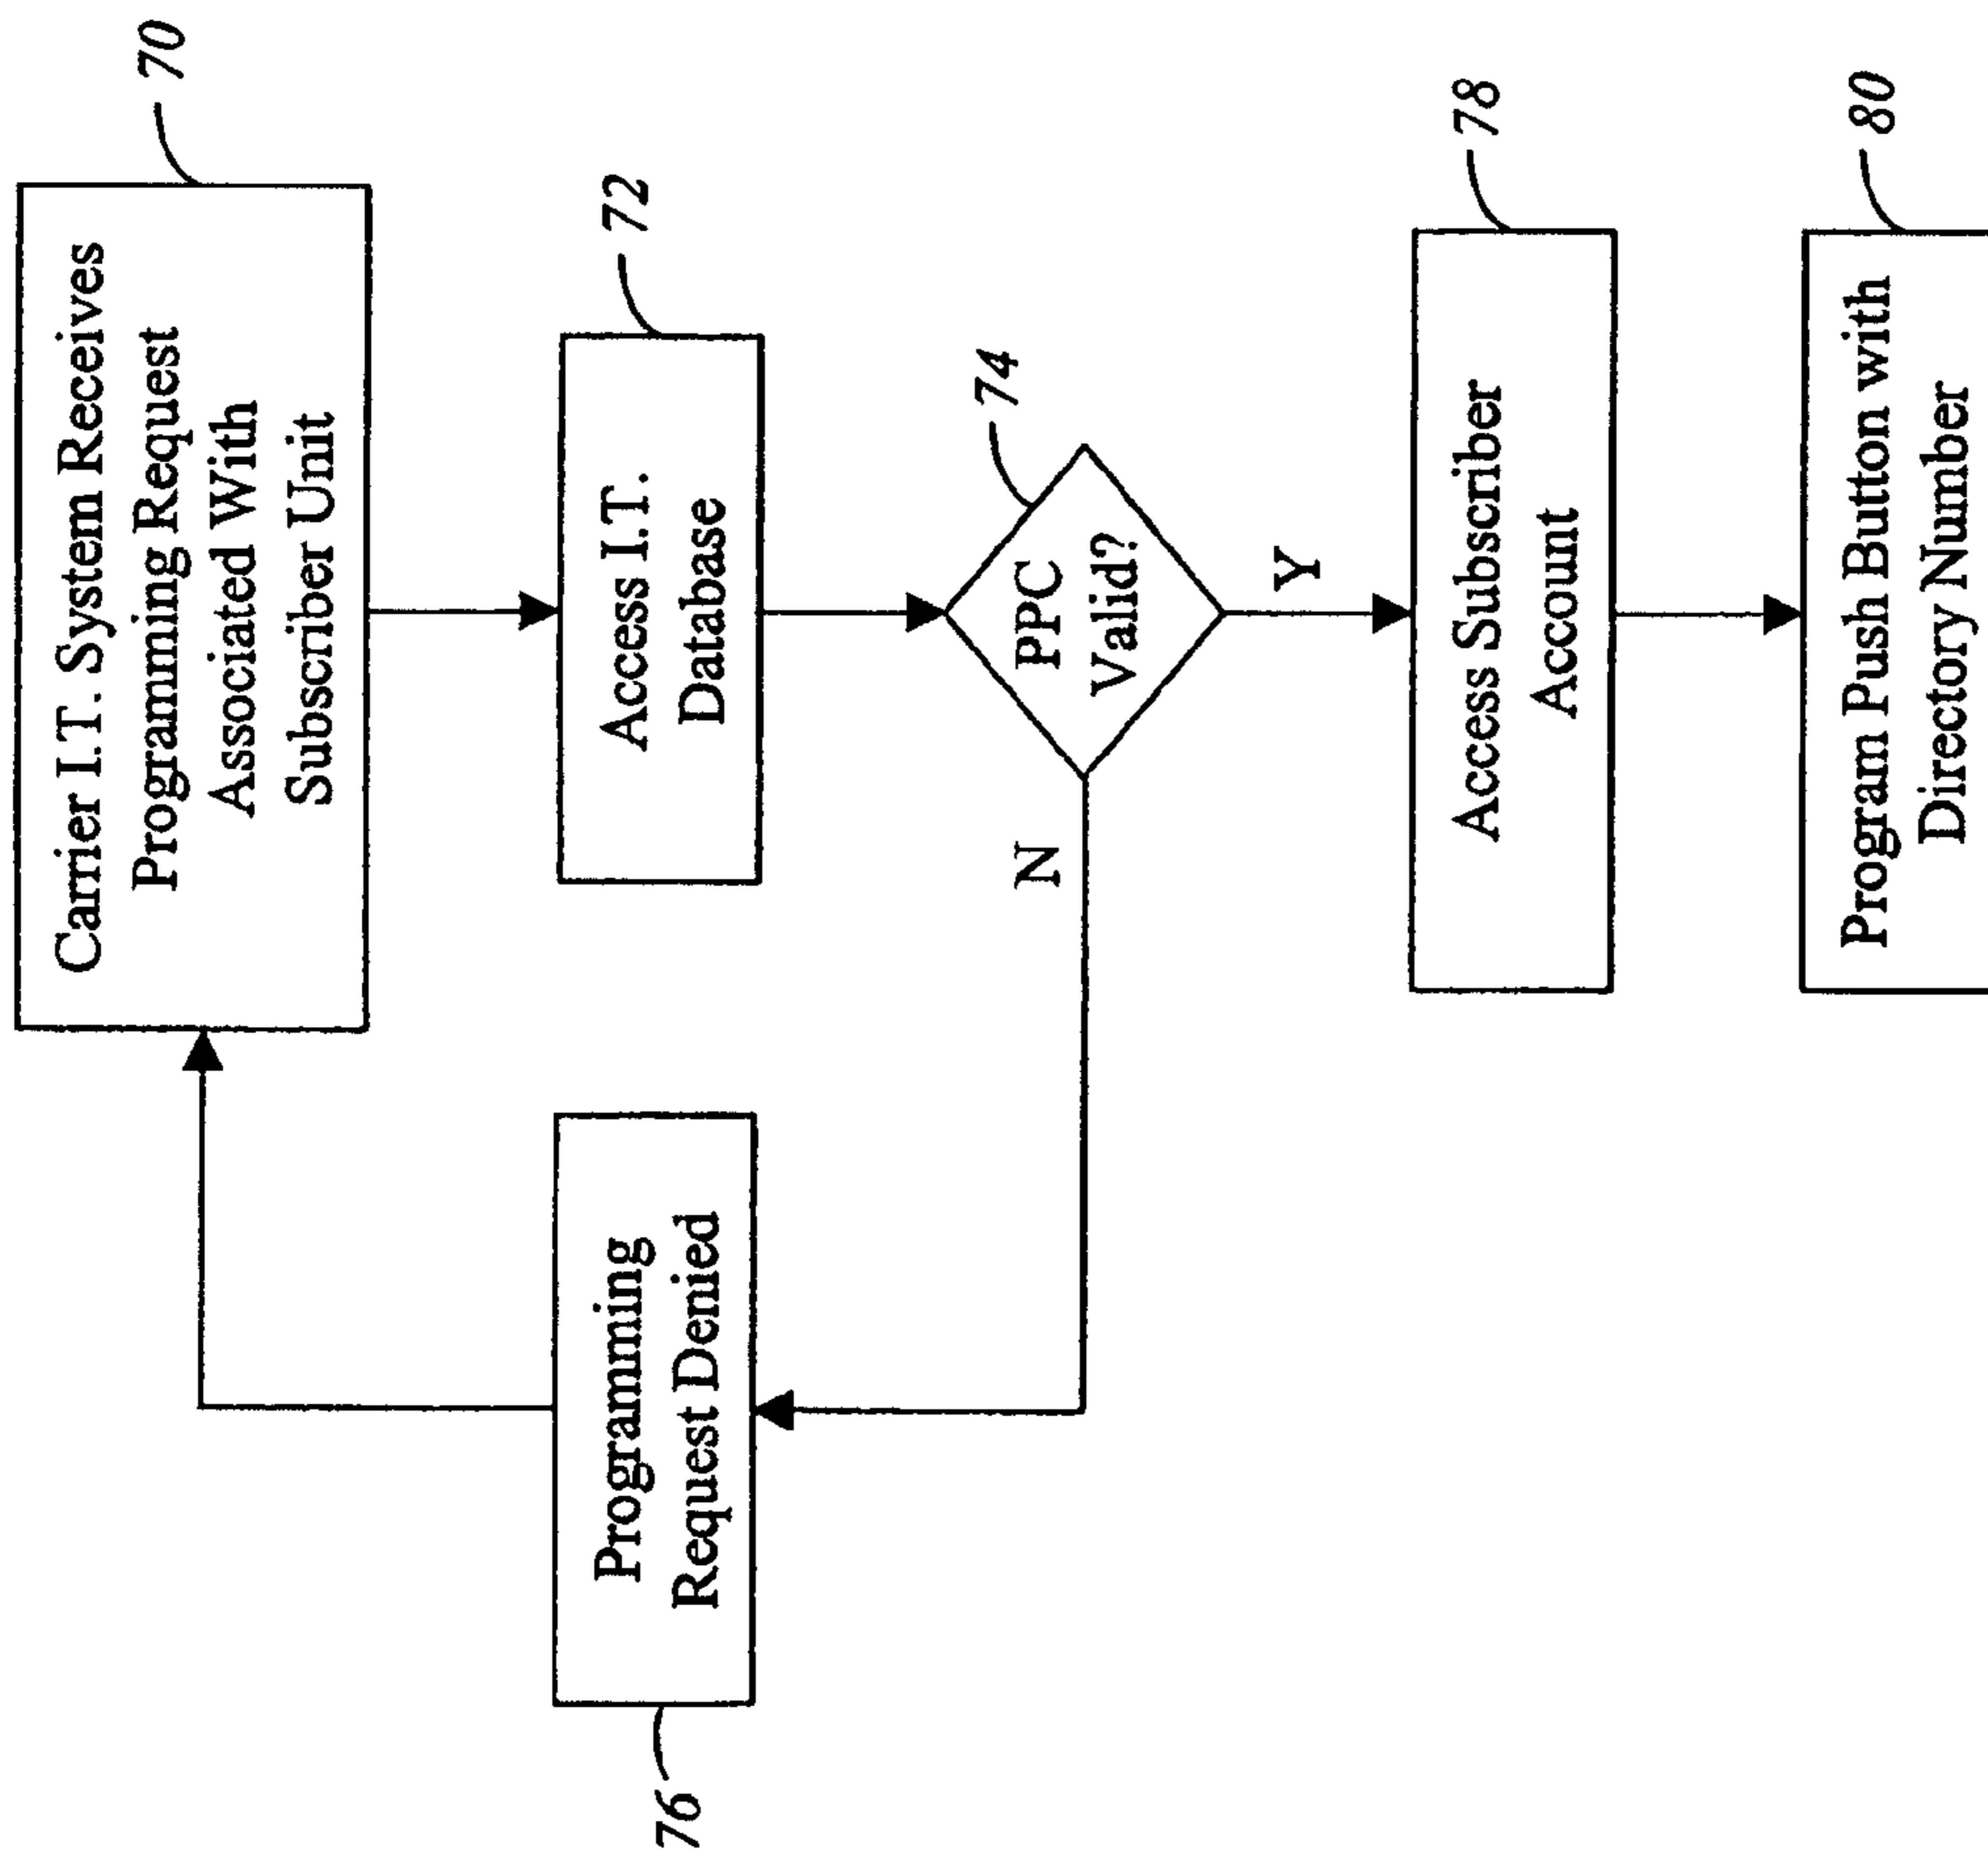 Carrier I.T. System Receives
Programming Request
Associated With
Subscriber Unit
70
Access I.T.
Database
72
PPC
Valid?
74
N
Y
Programming
Request Denied
76
Access Subscriber
Account
78
Program Push Button with
Directory Number
80